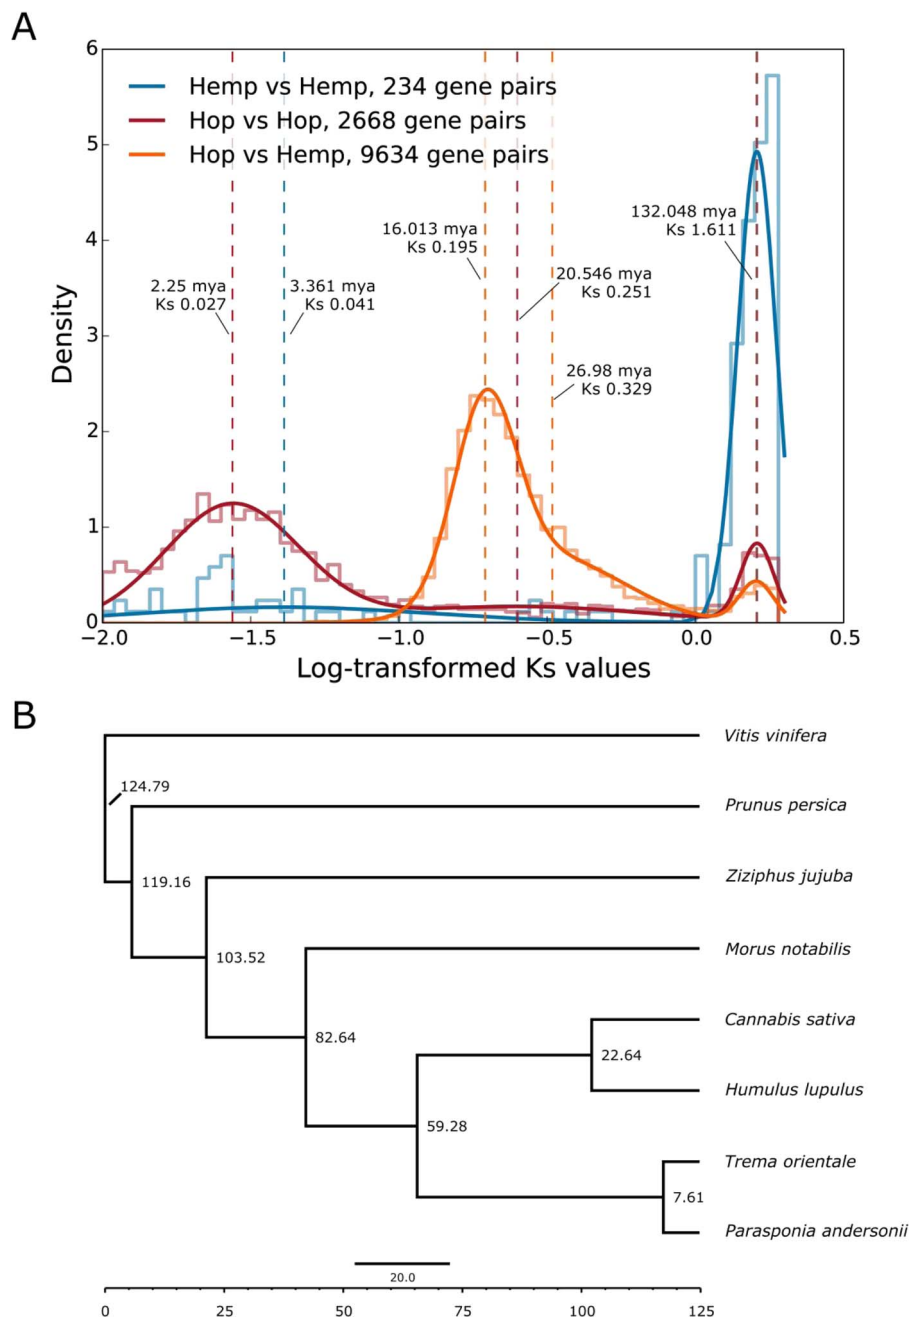 A
6
5
4
3
2
1
0
Density
Hemp vs Hemp, 234 gene pairs
Hop vs Hop, 2668 gene pairs
Hop vs Hemp, 9634 gene pairs
2.25 mya
Ks 0.027
3.361 mya
Ks 0.041
16.013 mya
Ks 0.195
20.546 mya
Ks 0.251
26.98 mya
Ks 0.329
132.048 mya
Ks 1.611
−2.0 −1.5 −1.0 −0.5 0.0 0.5
Log-transformed Ks values
B
Vitis vinifera
124.79
Prunus persica
119.16
Ziziphus jujuba
103.52
Morus notabilis
82.64
Cannabis sativa
22.64
Humulus lupulus
59.28
Trema orientale
7.61
Parasponia andersonii
20.0
0 25 50 75 100 125